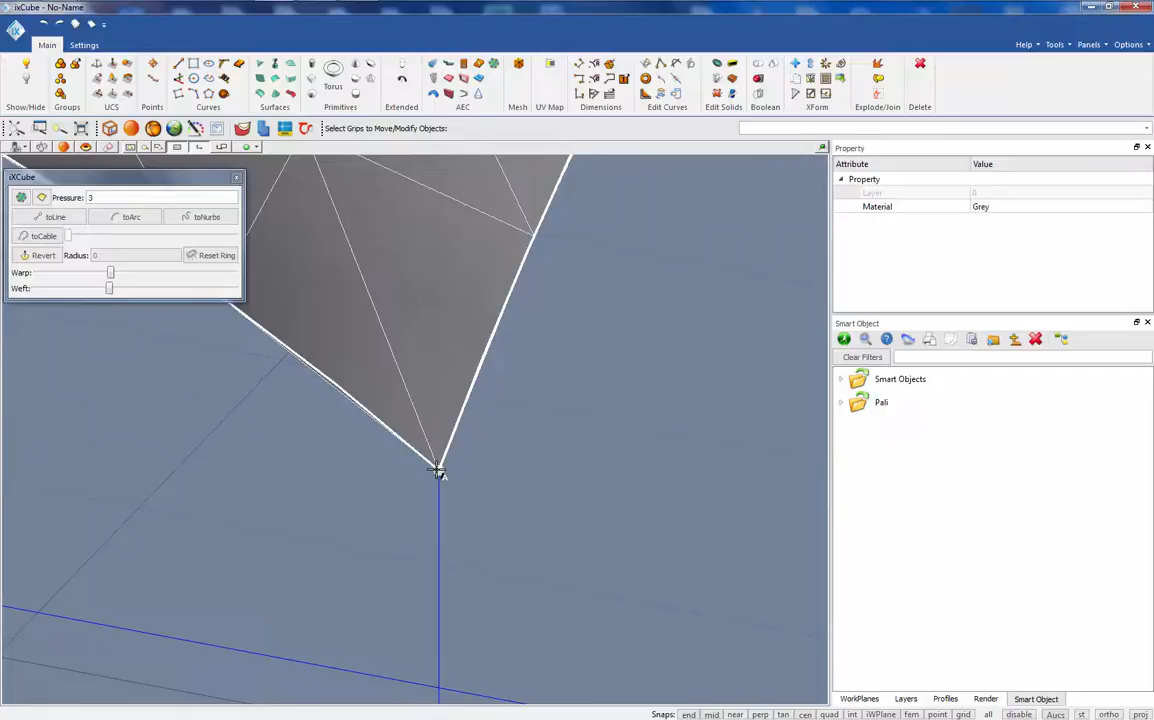 ixCube - No-Name
Main Settings
Help Tools Panels Options
Torus
Show/Hide Groups UCS Points Curves Surfaces Primitives Extended AEC Mesh UV Map Dimensions Edit Curves Edit Solids Boolean XForm Explode/Join Delete
Select Grips to Move/Modify Objects:
iXCube
Pressure: 3
toLine toArc toNurbs
toCable
Revert Radius: 0 Reset Ring
Warp:
Weft:
Property
Attribute Value
Property
Layer 0
Material Grey
Smart Object
Clear Filters
Smart Objects
Pali
A
WorkPlanes Layers Profiles Render Smart Object
Snaps: end mid near perp tan cen quad int iWPlane fem point grid all disable Aucs st ortho proj